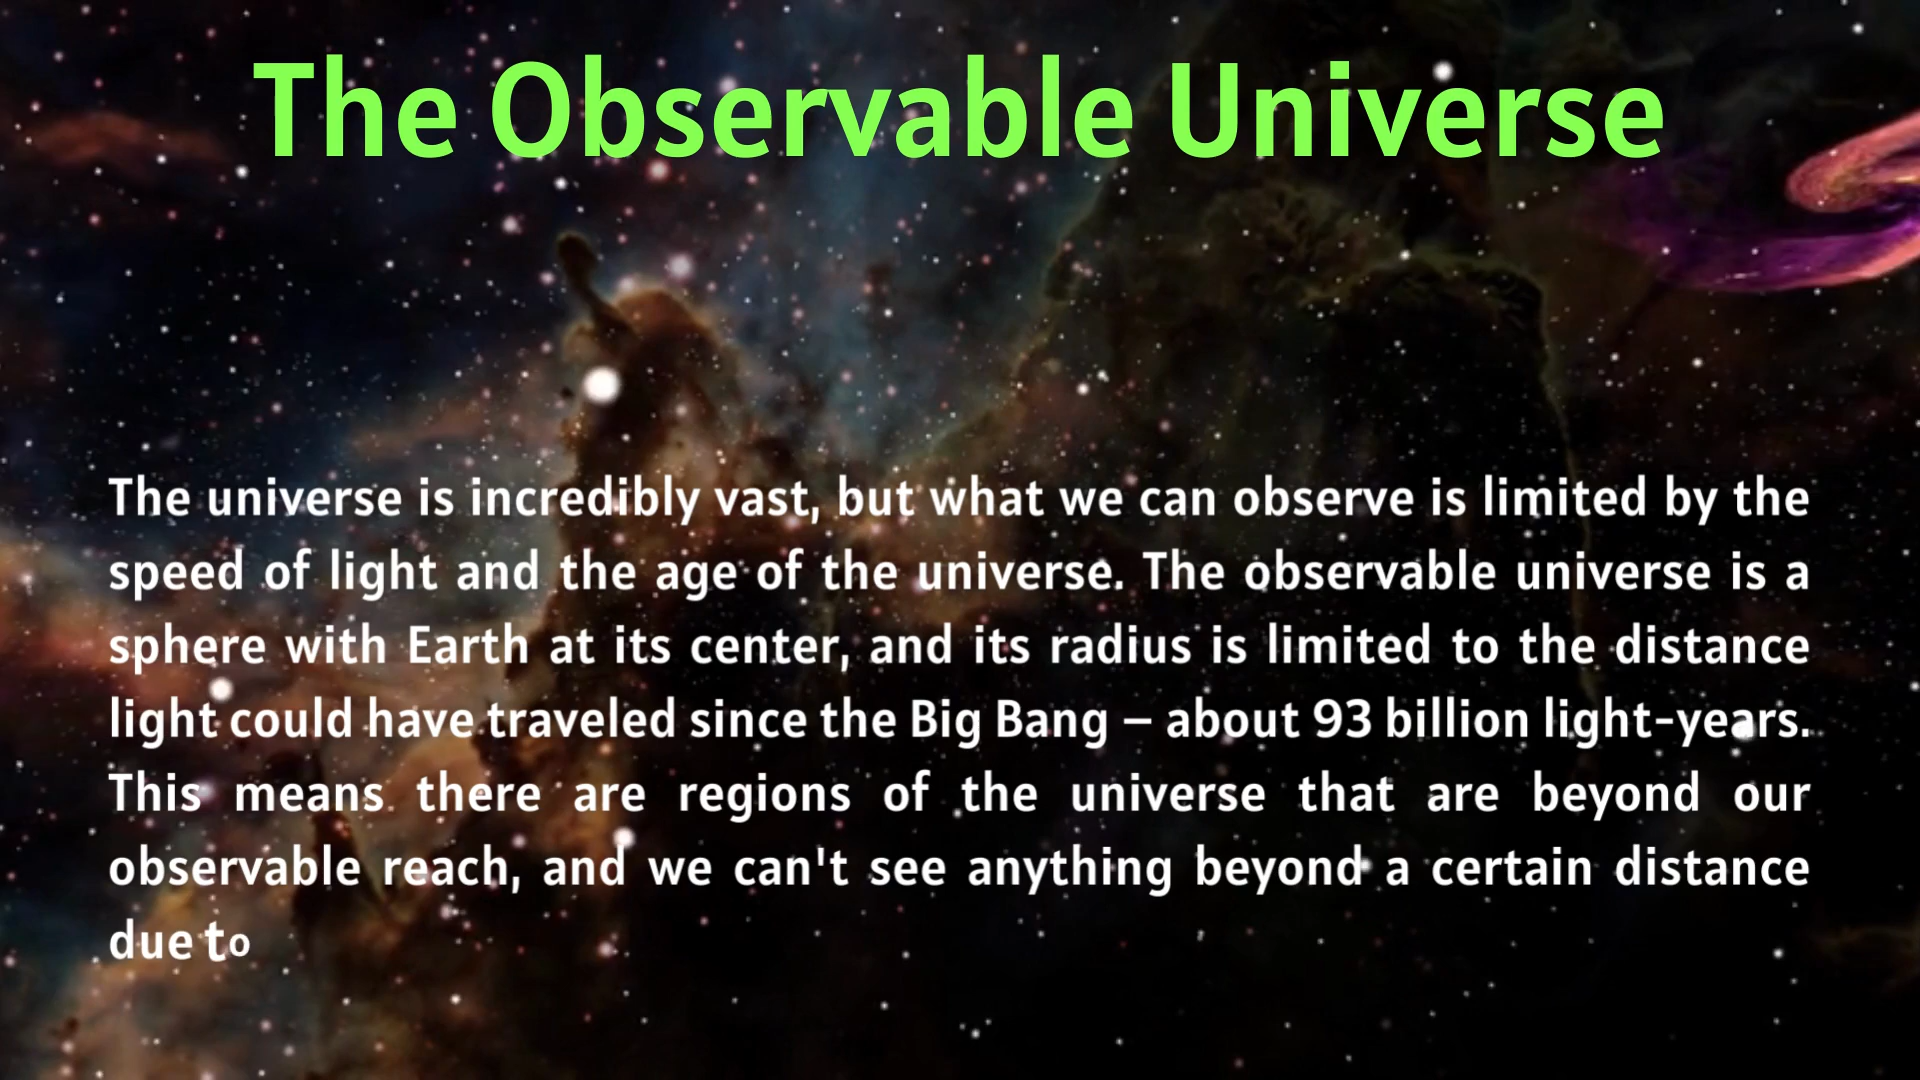 The Observable Universe
The universe is incredibly vast, but what we can observe is limited by the
speed of light and the age of the universe. The observable universe is a
sphere with Earth at its center, and its radius is limited to the distance
light could have traveled since the Big Bang – about 93 billion light-years.
This means there are regions of the universe that are beyond our
observable reach, and we can't see anything beyond a certain distance
due to